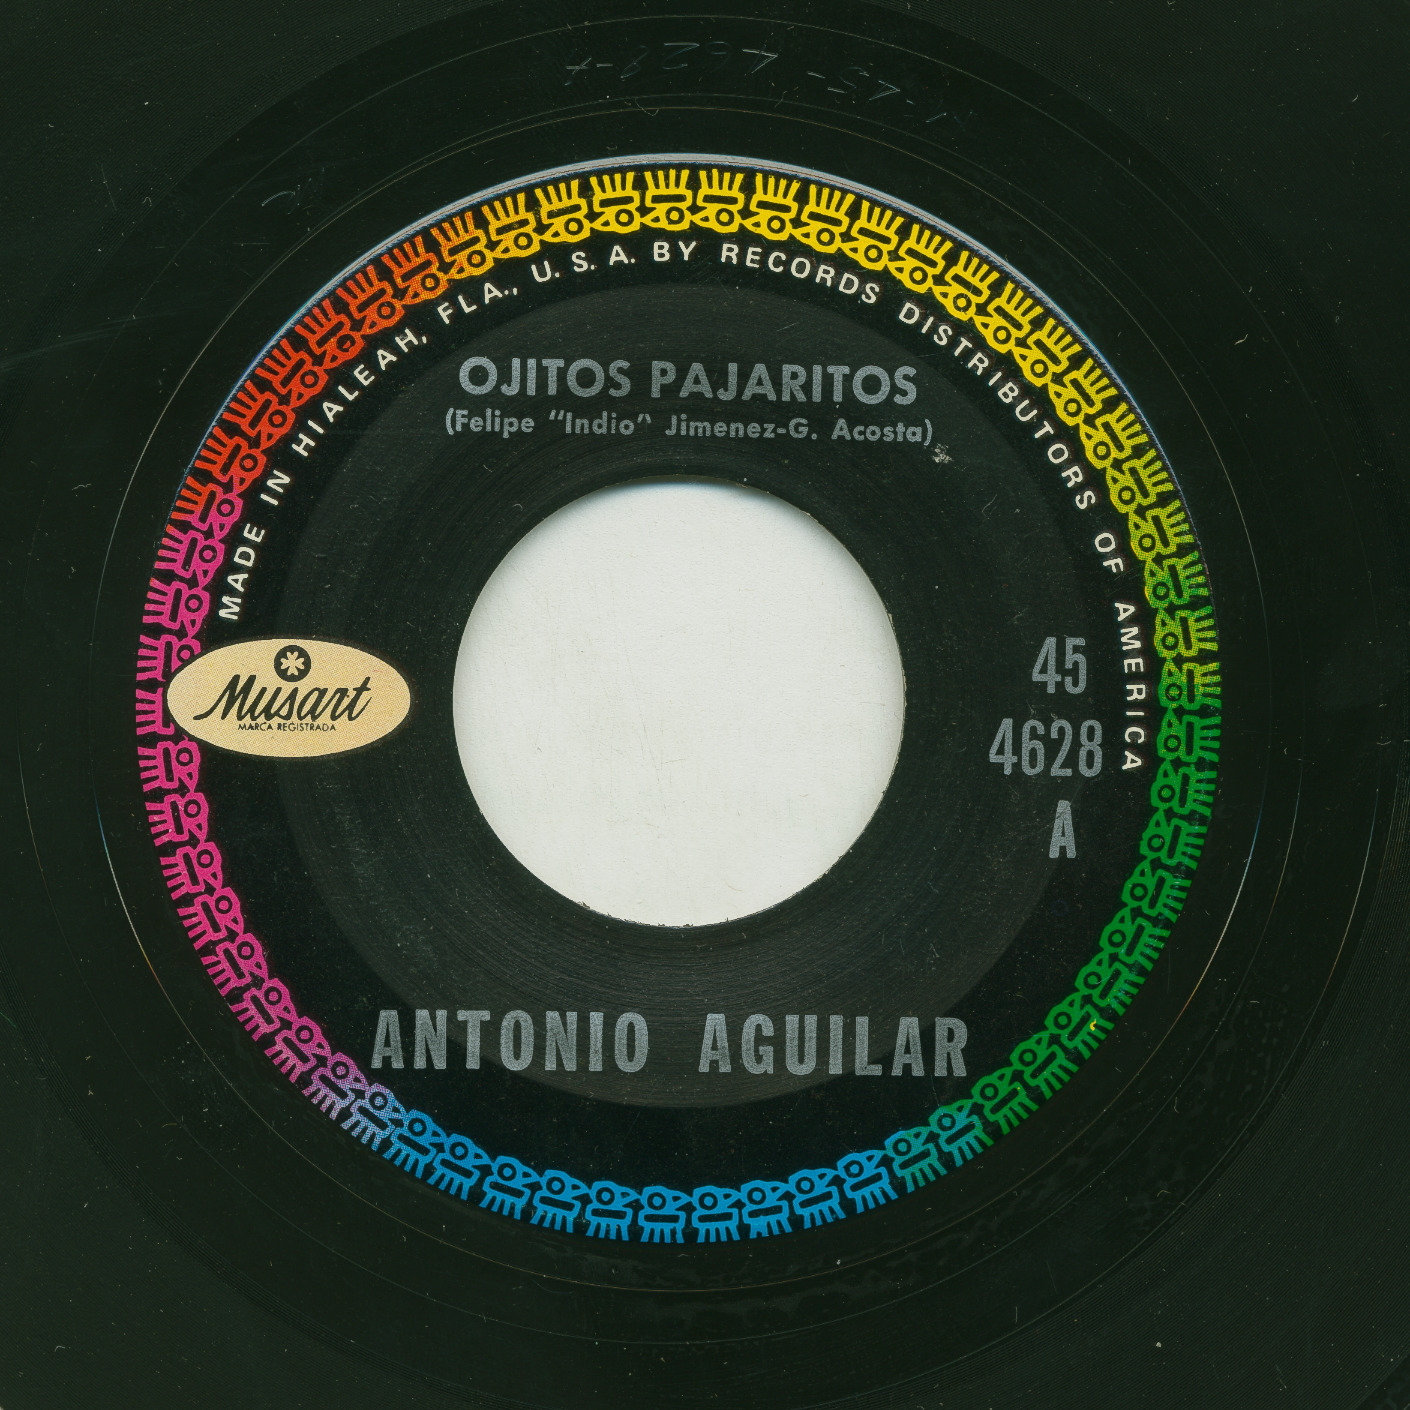 MADE IN HIALEAH, FLA., U. S. A. BY RECORDS DISTRIBUTORS OF AMERICA
OJITOS PAJARITOS
(Felipe "Indio" Jimenez-G. Acosta)
Musart
MARCA REGISTRADA
45
4628
A
ANTONIO AGUILAR